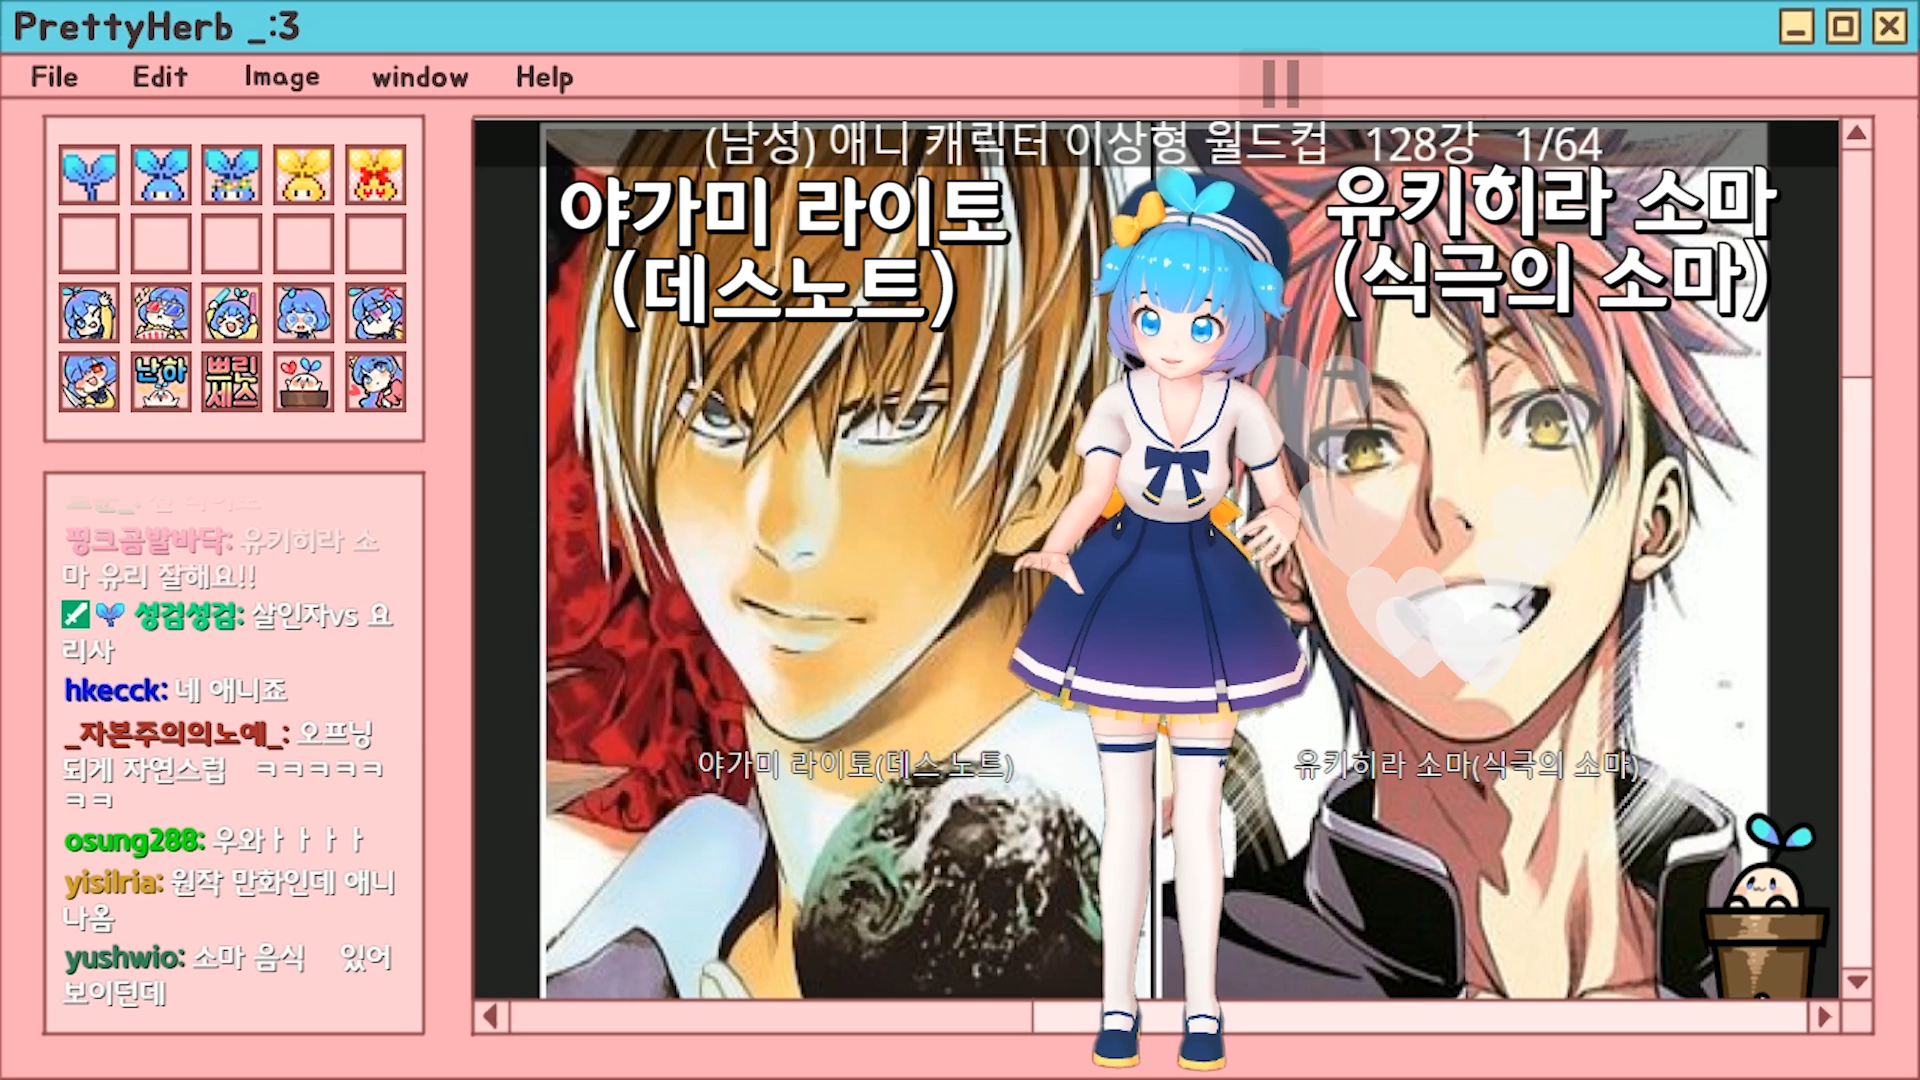 PrettyHerb _:3
File Edit Image window Help
(남성) 애니 캐릭터 이상형 월드컵 128강 1/64
야가미 라이토
(데스노트)
유키히라 소마
(식극의 소마)
야가미 라이토(데스 노트)
유키히라 소마(식극의 소마)
난하
쁘릿
세스
핑크곰발바닥: 유키히라 소
마 유리 잘해요!!
성검성검: 살인자vs 요
리사
hkecck: 네 애니죠
_자본주의의노예_: 오프닝
되게 자연스럽 ㅋㅋㅋㅋㅋ
ㅋㅋ
osung288: 우와ㅏㅏㅏㅏ
yisilria: 원작 만화인데 애니
나옴
yushwio: 소마 음식 있어
보이던데